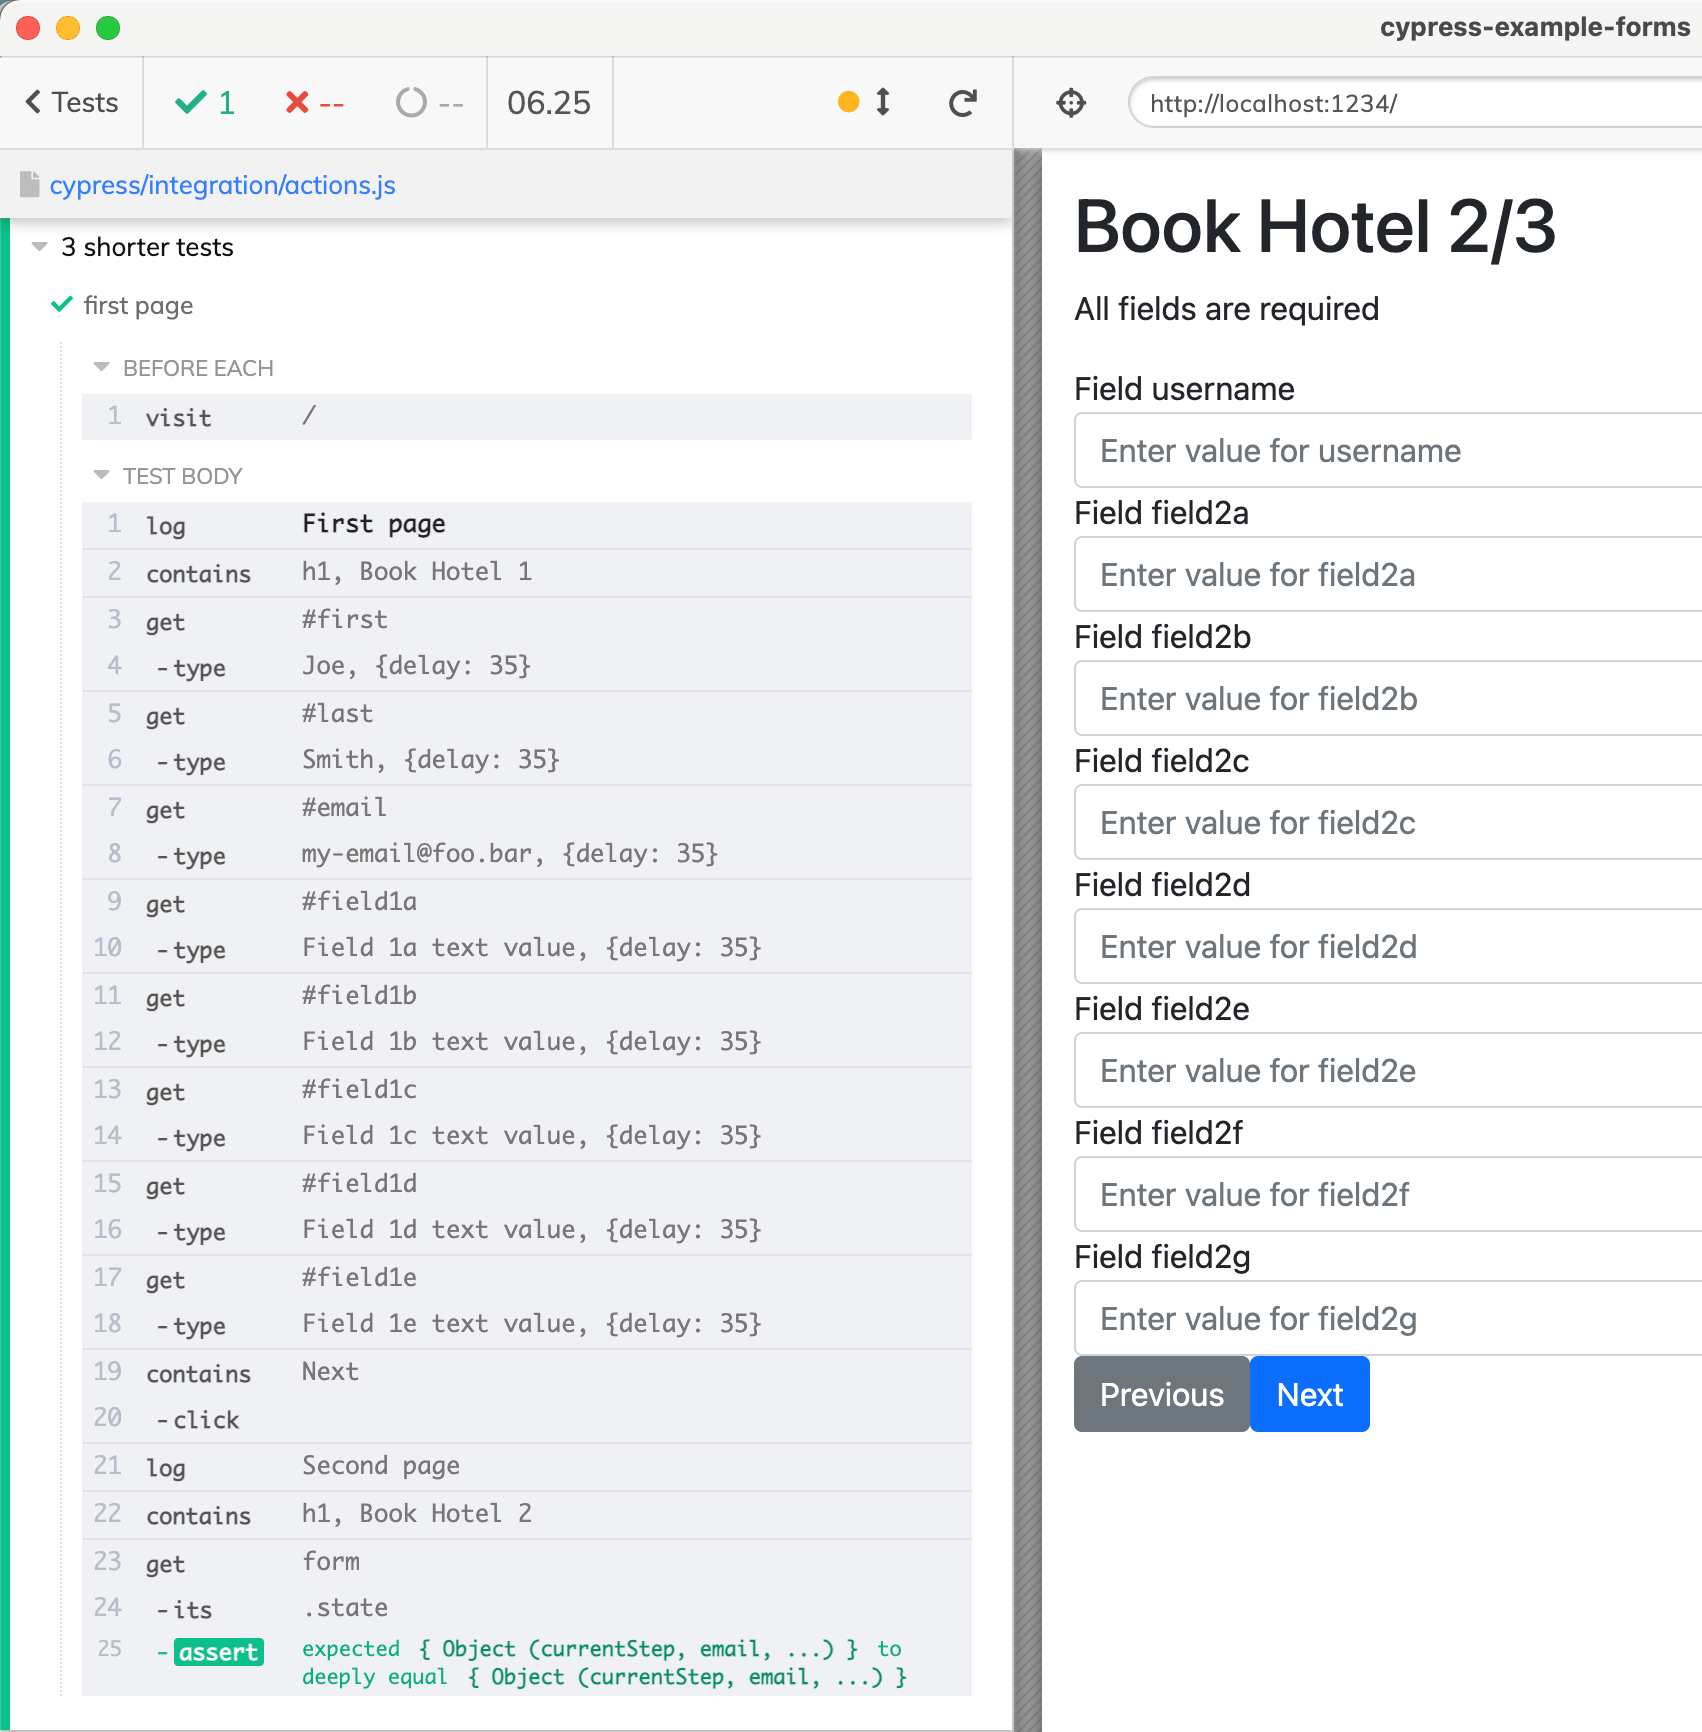 cypress-example-forms
Tests 1 -- -- 06.25 http://localhost:1234/
cypress/integration/actions.js
3 shorter tests
first page
BEFORE EACH
1 visit /
TEST BODY
1 log First page
2 contains h1, Book Hotel 1
3 get #first
4 -type Joe, {delay: 35}
5 get #last
6 -type Smith, {delay: 35}
7 get #email
8 -type my-email@foo.bar, {delay: 35}
9 get #field1a
10 -type Field 1a text value, {delay: 35}
11 get #field1b
12 -type Field 1b text value, {delay: 35}
13 get #field1c
14 -type Field 1c text value, {delay: 35}
15 get #field1d
16 -type Field 1d text value, {delay: 35}
17 get #field1e
18 -type Field 1e text value, {delay: 35}
19 contains Next
20 -click
21 log Second page
22 contains h1, Book Hotel 2
23 get form
24 -its .state
25 -assert expected { Object (currentStep, email, ...) } to
deeply equal { Object (currentStep, email, ...) }
Book Hotel 2/3
All fields are required
Field username
Enter value for username
Field field2a
Enter value for field2a
Field field2b
Enter value for field2b
Field field2c
Enter value for field2c
Field field2d
Enter value for field2d
Field field2e
Enter value for field2e
Field field2f
Enter value for field2f
Field field2g
Enter value for field2g
Previous Next